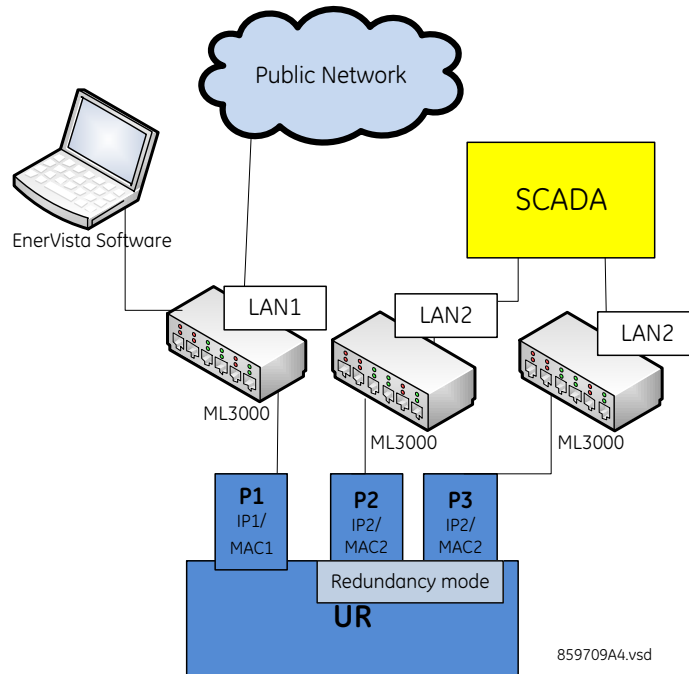 Public Network
SCADA
EnerVista Software
LAN1
LAN2
LAN2
ML3000
ML3000
ML3000
P1
IP1/
MAC1
P2
IP2/
MAC2
P3
IP2/
MAC2
Redundancy mode
UR
859709A4.vsd